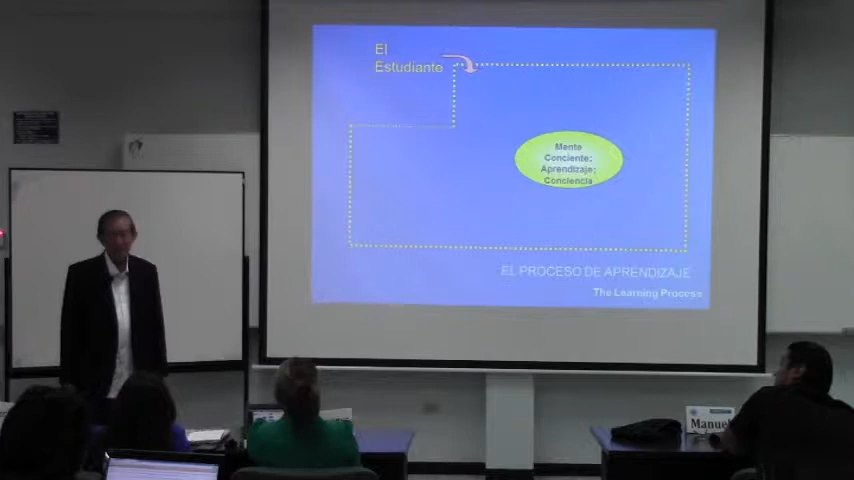 El
Estudiante
Mente
Conciente:
Aprendizaje;
Conciencia
EL PROCESO DE APRENDIZAJE
The Learning Process
Manuel